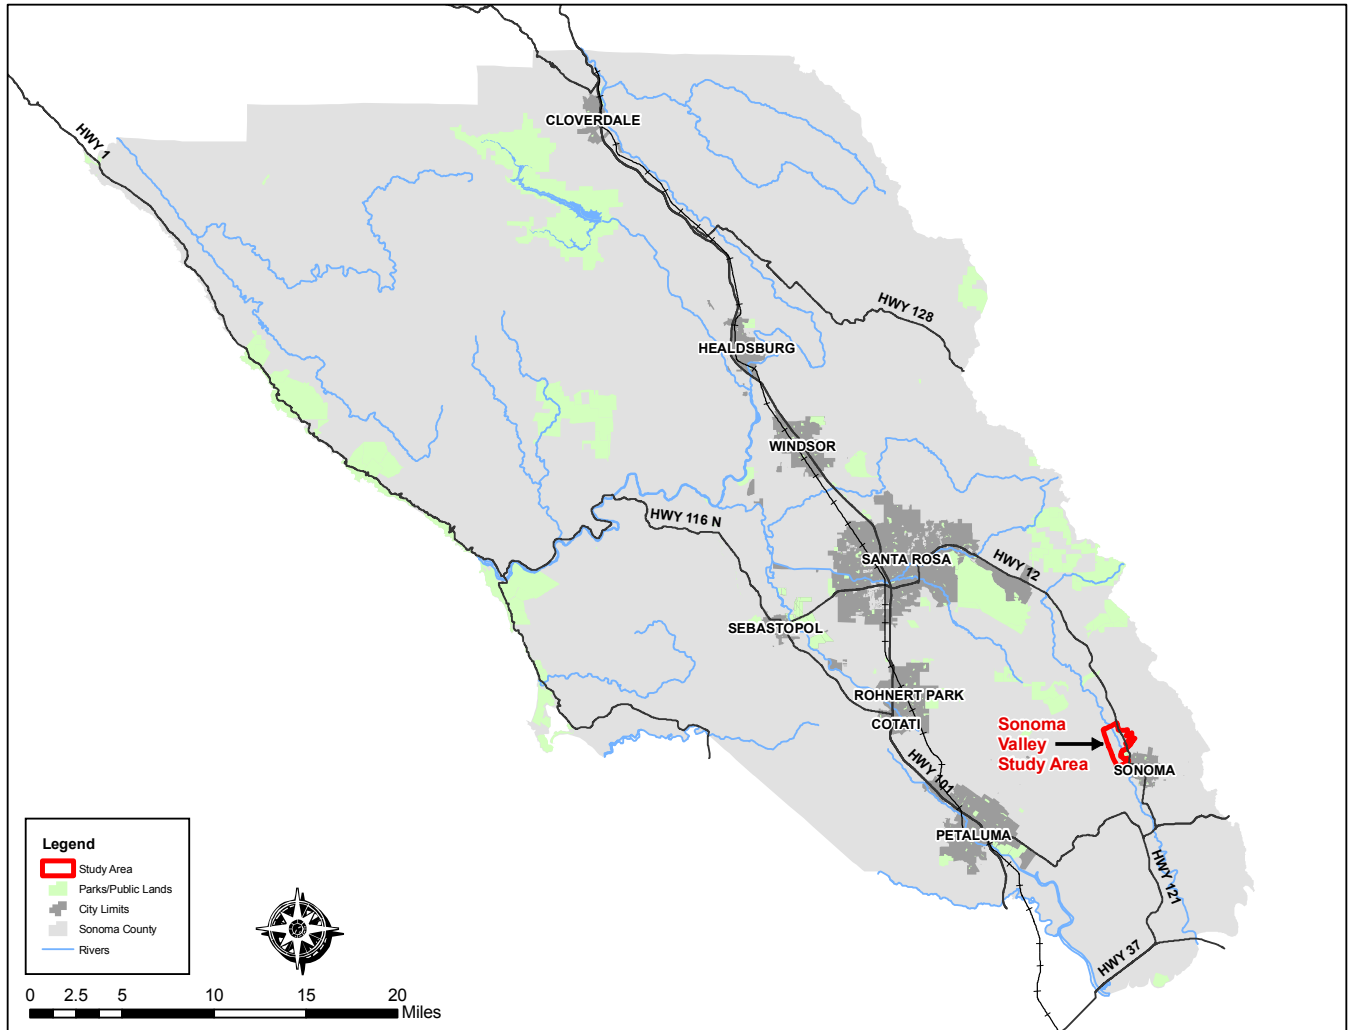 CLOVERDALE
HWY 1
HWY 128
HEALDSBURG
WINDSOR
HWY 116 N
SANTA ROSA
HWY 12
SEBASTOPOL
ROHNERT PARK
COTATI
Sonoma
Valley
Study Area
SONOMA
HWY 101
PETALUMA
HWY 121
HWY 37
Legend
Study Area
Parks/Public Lands
City Limits
Sonoma County
Rivers
0 2.5 5 10 15 20 Miles